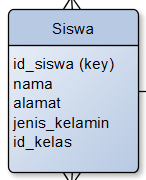 Siswa
id_siswa (key)
nama
alamat
jenis_kelamin
id_kelas